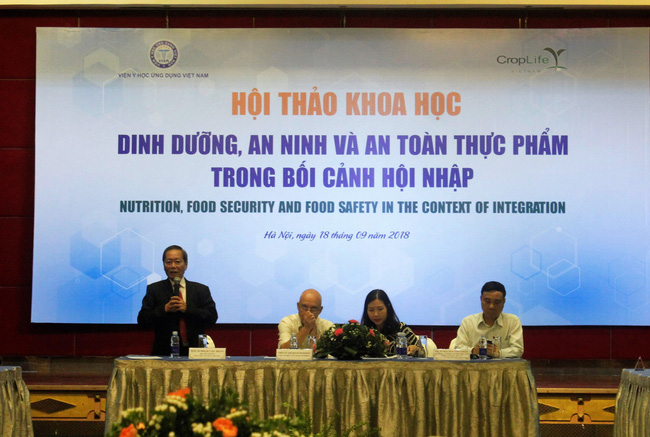 VIỆN Y HỌC ỨNG DỤNG VIỆT NAM
CropLife
VIETNAM
HỘI THẢO KHOA HỌC
DINH DƯỠNG, AN NINH VÀ AN TOÀN THỰC PHẨM
TRONG BỐI CẢNH HỘI NHẬP
NUTRITION, FOOD SECURITY AND FOOD SAFETY IN THE CONTEXT OF INTEGRATION
Hà Nội, ngày 18 tháng 09 năm 2018